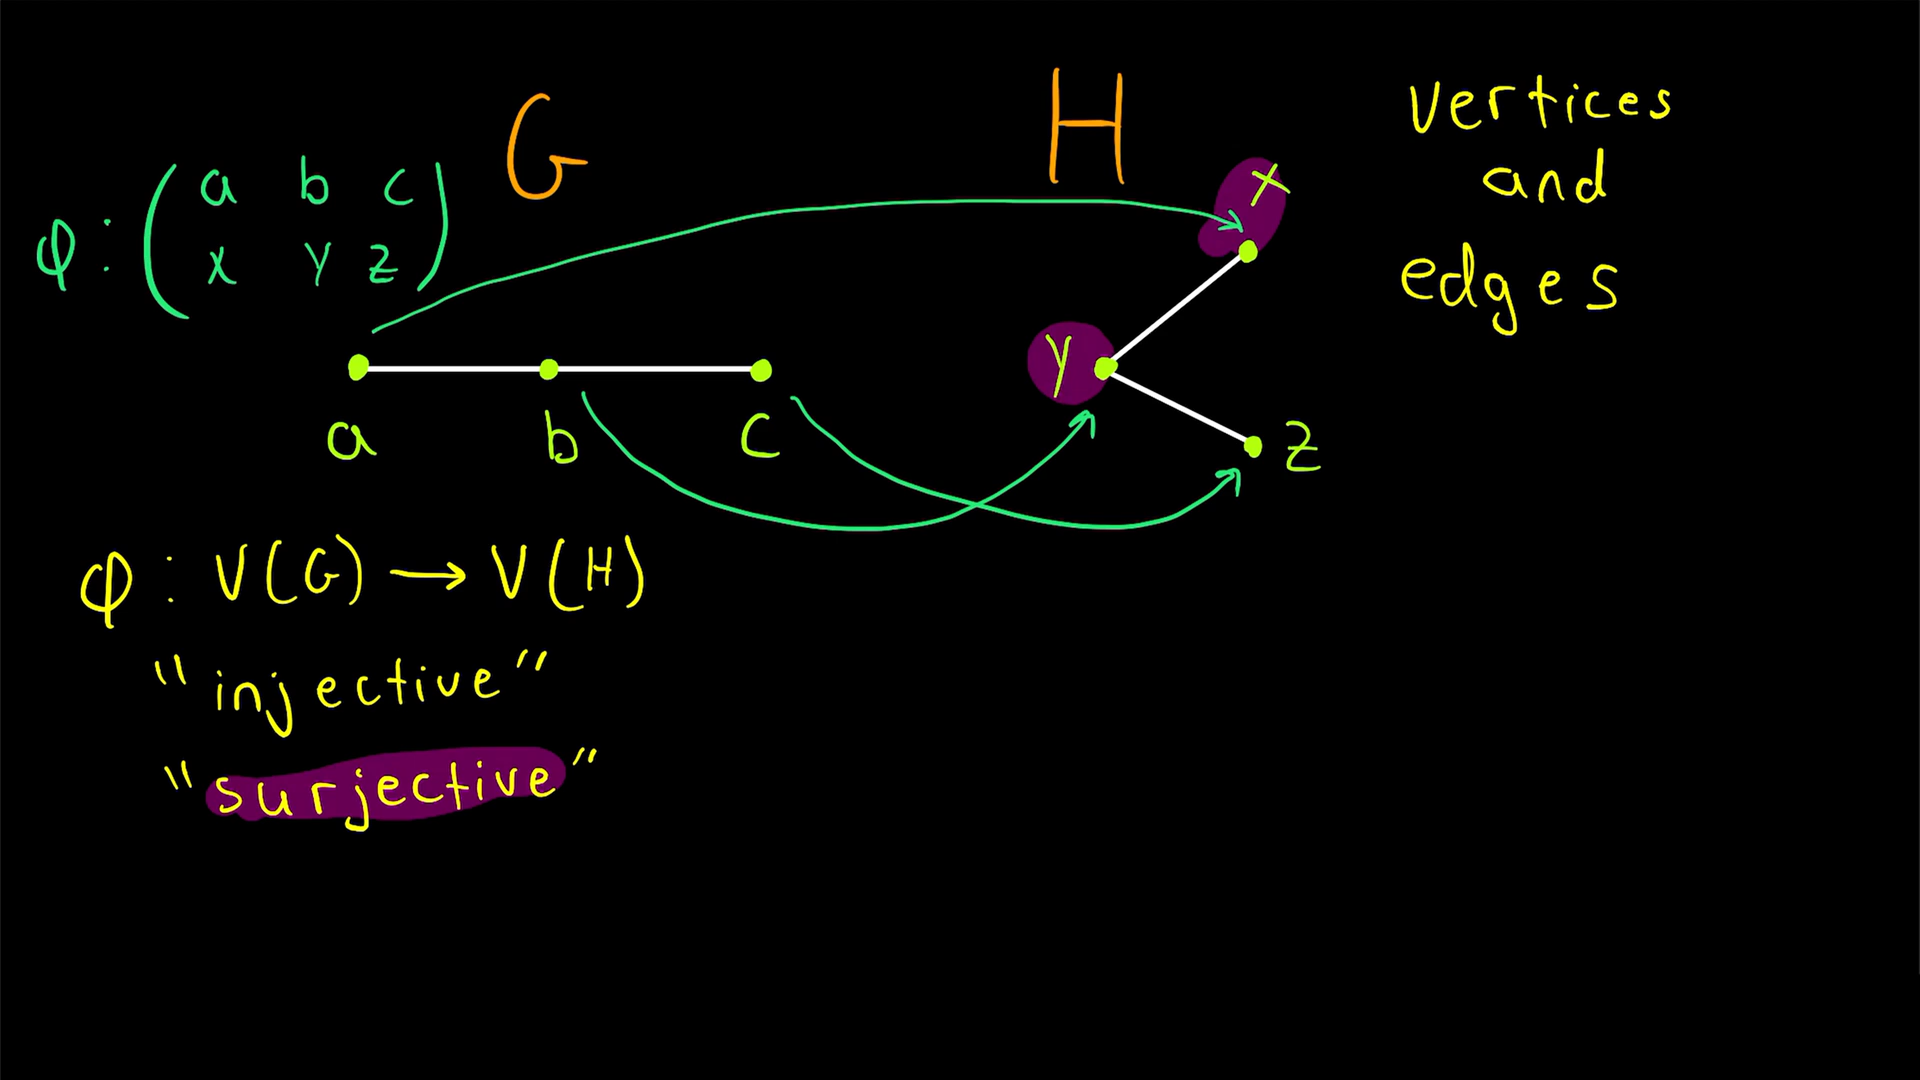 G
H
vertices
and
edges
φ: ( a b c
x y z )
x
y
z
a b c
φ: V(G) → V(H)
"injective"
"surjective"